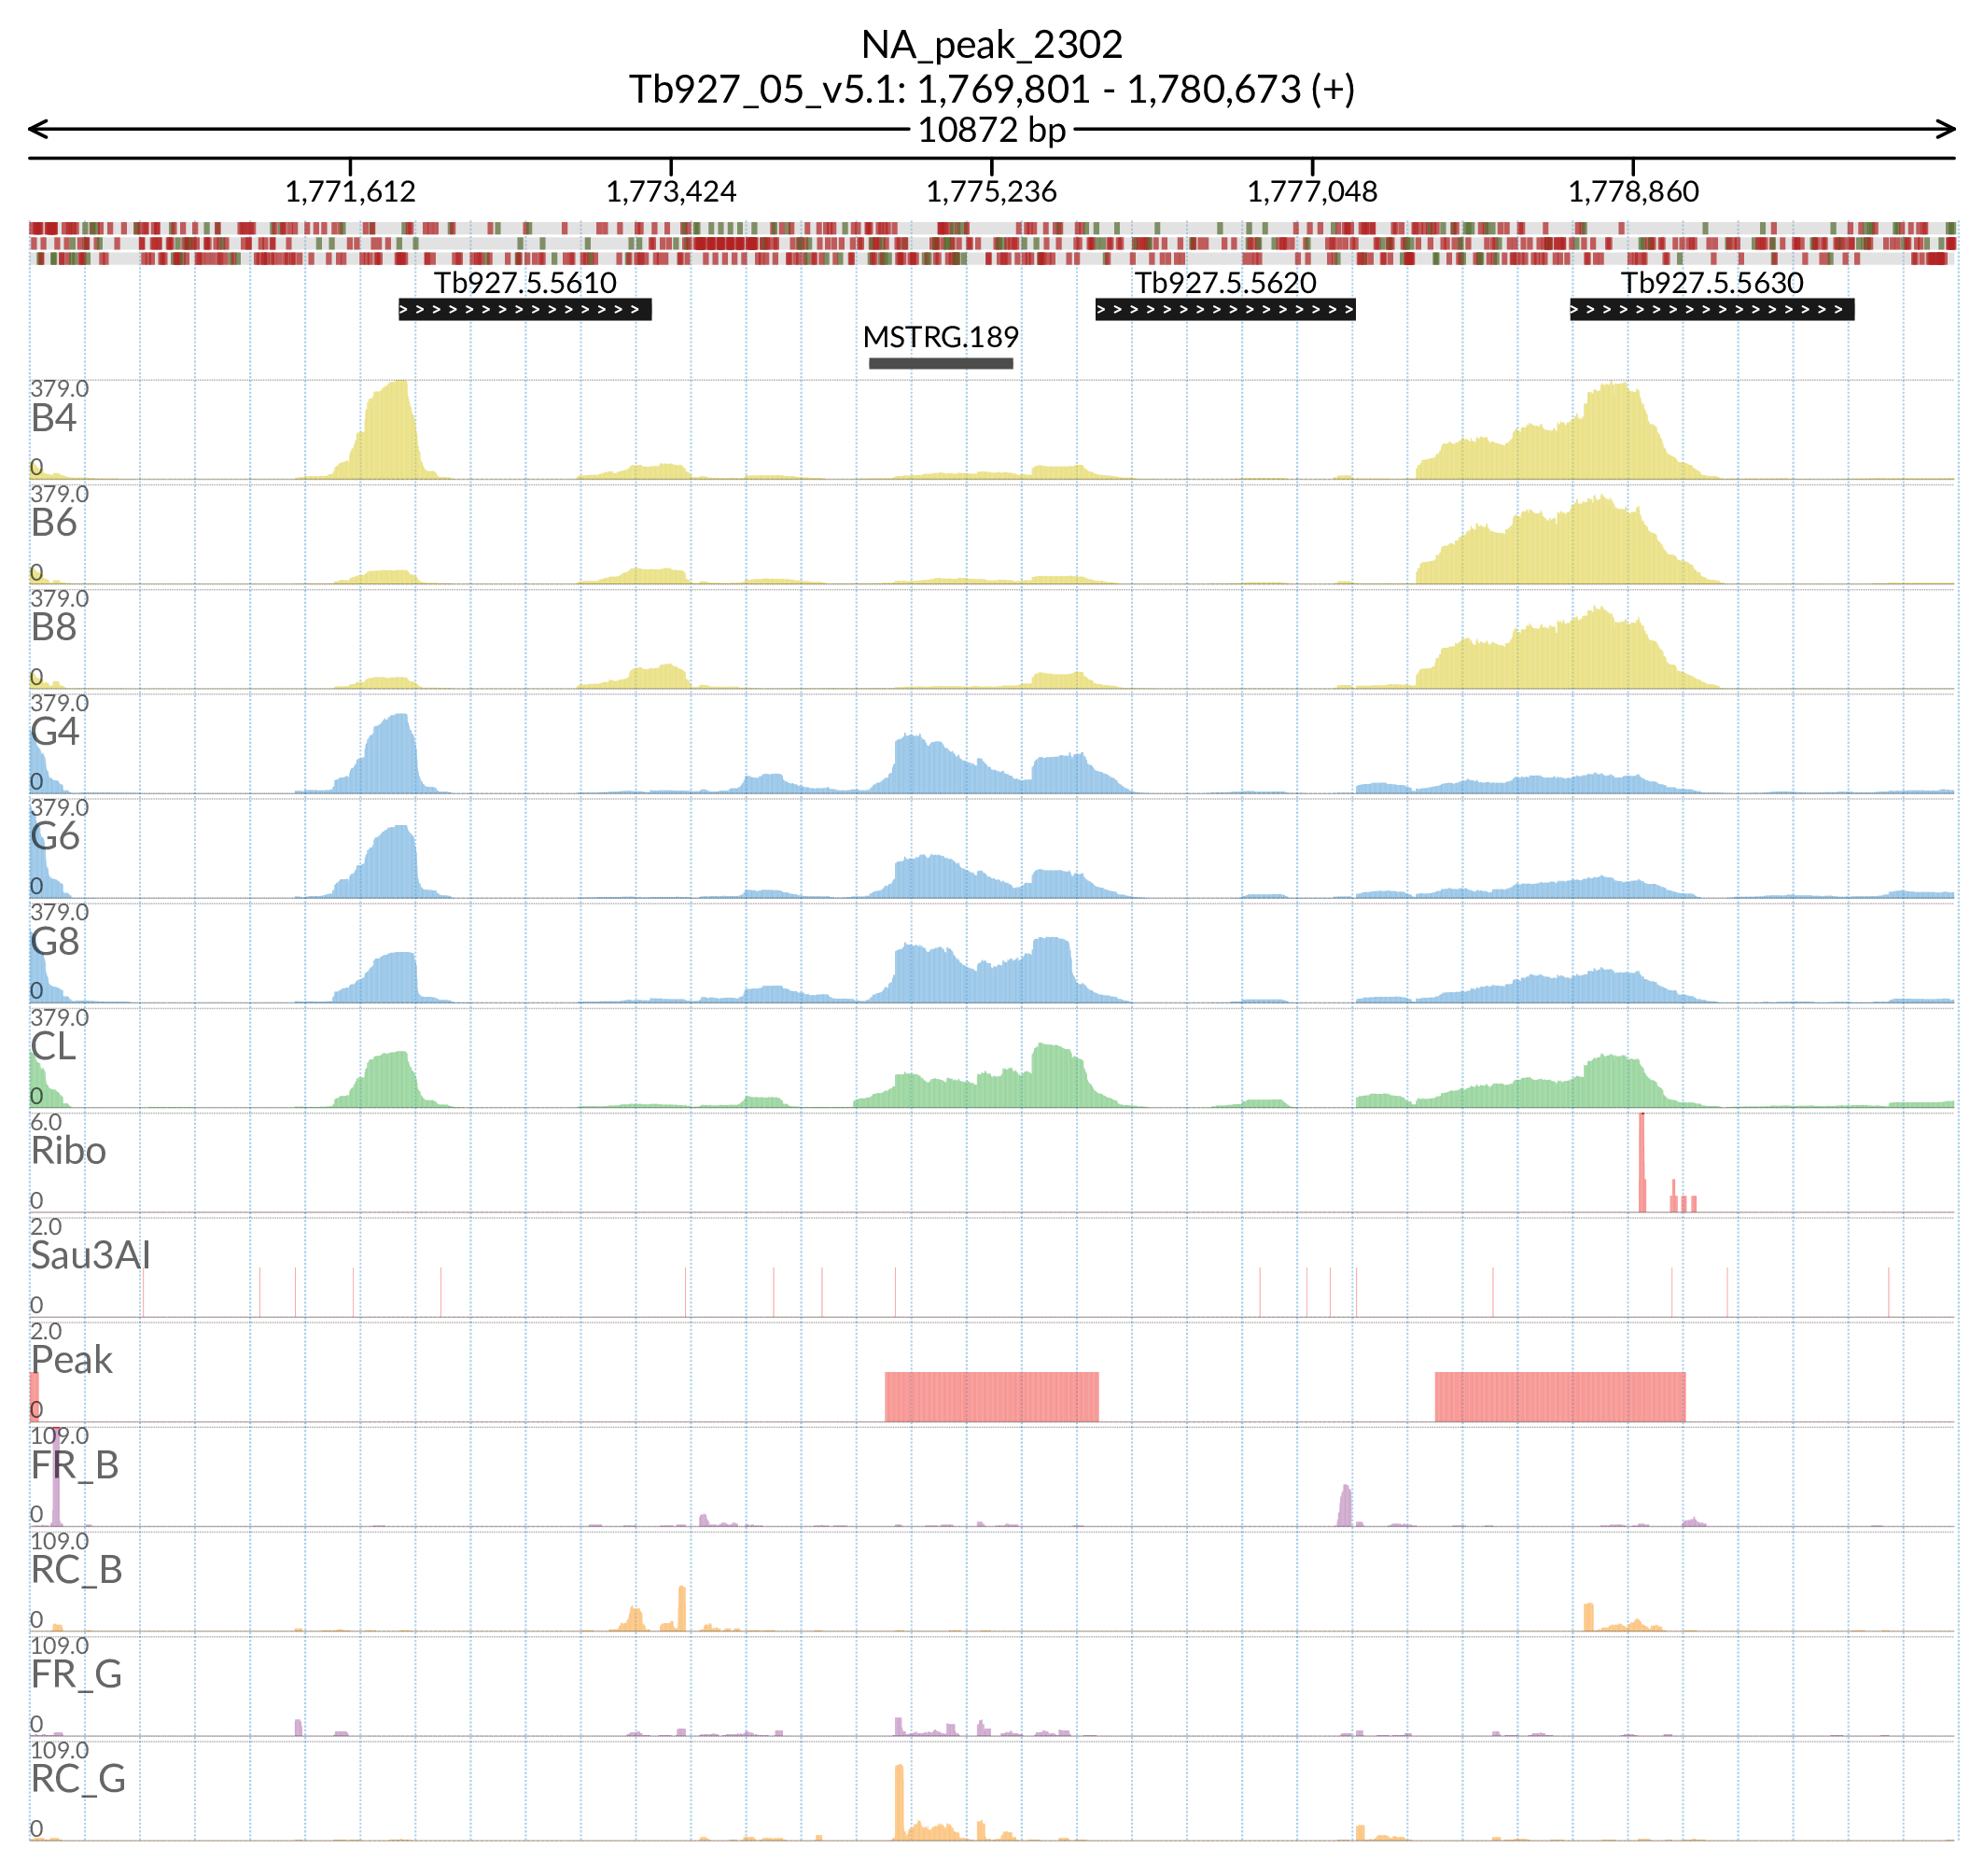 NA_peak_2302
Tb927_05_v5.1: 1,769,801 - 1,780,673 (+)
10872 bp
1,771,612 1,773,424 1,775,236 1,777,048 1,778,860
Tb927.5.5610 Tb927.5.5620 Tb927.5.5630
MSTRG.189
379.0
B4
0
379.0
B6
0
379.0
B8
0
379.0
G4
0
379.0
G6
0
379.0
G8
0
379.0
CL
0
6.0
Ribo
0
2.0
Sau3AI
0
2.0
Peak
0
109.0
FR_B
0
109.0
RC_B
0
109.0
FR_G
0
109.0
RC_G
0